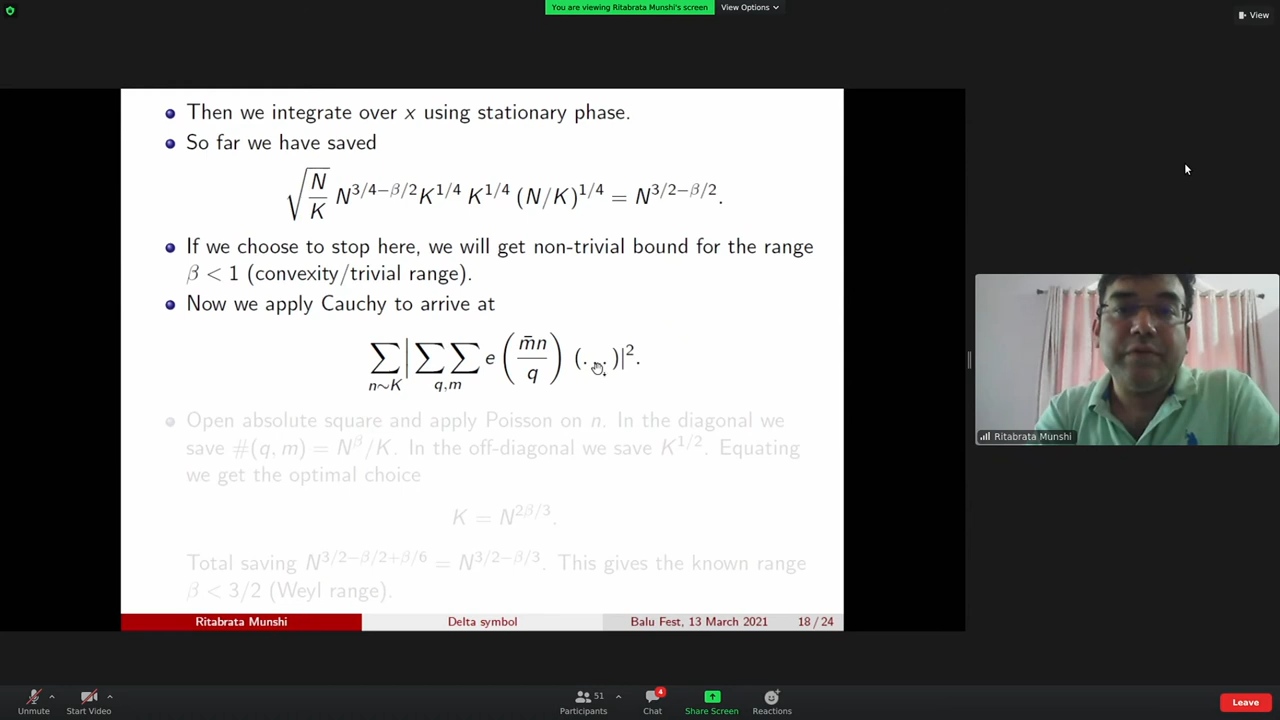 You are viewing Ritabrata Munshi's screen View Options
View
Then we integrate over x using stationary phase.
So far we have saved
√(N/K) N^{3/4−β/2} K^{1/4} K^{1/4} (N/K)^{1/4} = N^{3/2−β/2}.
If we choose to stop here, we will get non-trivial bound for the range
β < 1 (convexity/trivial range).
Now we apply Cauchy to arrive at
∑_{n∼K} |∑∑_{q,m} e(m̄n/q) (...)|².
Open absolute square and apply Poisson on n. In the diagonal we
save #(q, m) = N^β/K. In the off-diagonal we save K^{1/2}. Equating
we get the optimal choice
K = N^{2β/3}.
Total saving N^{3/2−β/2+β/6} = N^{3/2−β/3}. This gives the known range
β < 3/2 (Weyl range).
Ritabrata Munshi Delta symbol Balu Fest, 13 March 2021 18 / 24
Ritabrata Munshi
51 4
Unmute Start Video Participants Chat Share Screen Reactions Leave